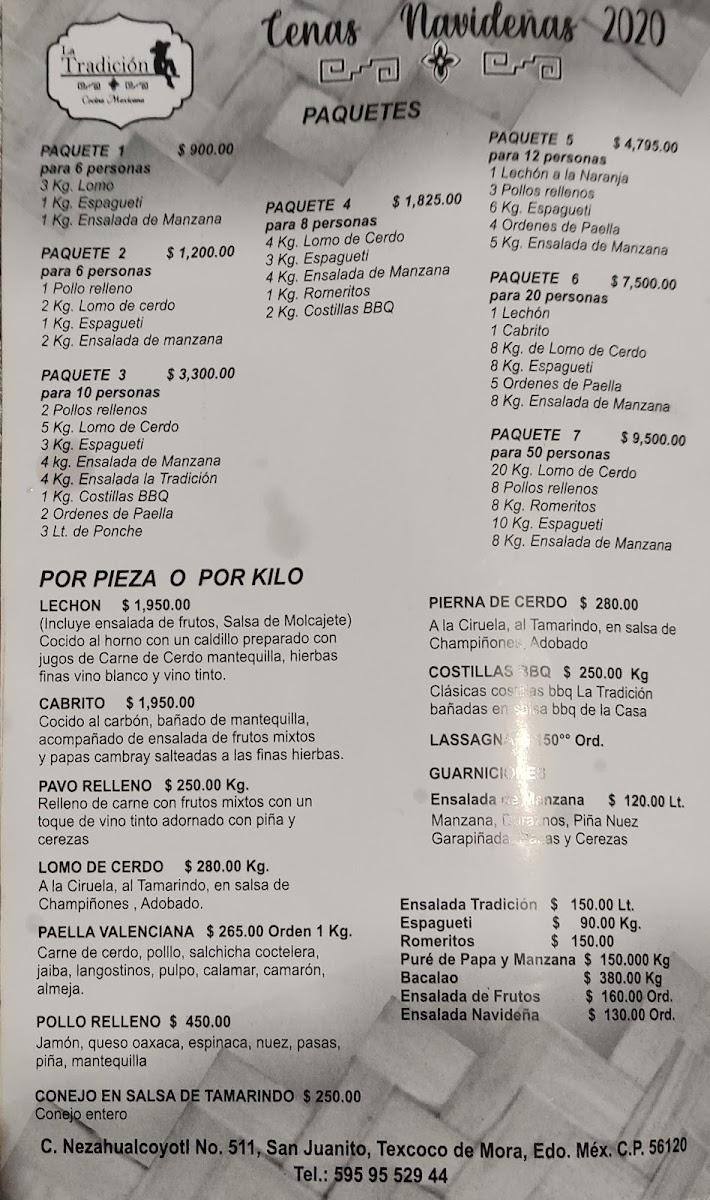 La
Tradición
Cocina Mexicana
Cenas Navideñas 2020
PAQUETES
PAQUETE 1 $ 900.00
para 6 personas
3 Kg. Lomo
1 Kg. Espagueti
1 Kg. Ensalada de Manzana
PAQUETE 2 $ 1,200.00
para 6 personas
1 Pollo relleno
2 Kg. Lomo de cerdo
1 Kg. Espagueti
2 Kg. Ensalada de manzana
PAQUETE 3 $ 3,300.00
para 10 personas
2 Pollos rellenos
5 Kg. Lomo de Cerdo
3 Kg. Espagueti
4 kg. Ensalada de Manzana
4 Kg. Ensalada la Tradición
1 Kg. Costillas BBQ
2 Ordenes de Paella
3 Lt. de Ponche
PAQUETE 4 $ 1,825.00
para 8 personas
4 Kg. Lomo de Cerdo
3 Kg. Espagueti
4 Kg. Ensalada de Manzana
1 Kg. Romeritos
2 Kg. Costillas BBQ
PAQUETE 5 $ 4,795.00
para 12 personas
1 Lechón a la Naranja
3 Pollos rellenos
6 Kg. Espagueti
4 Ordenes de Paella
5 Kg. Ensalada de Manzana
PAQUETE 6 $ 7,500.00
para 20 personas
1 Lechón
1 Cabrito
8 Kg. de Lomo de Cerdo
8 Kg. Espagueti
5 Ordenes de Paella
8 Kg. Ensalada de Manzana
PAQUETE 7 $ 9,500.00
para 50 personas
20 Kg. Lomo de Cerdo
8 Pollos rellenos
8 Kg. Romeritos
10 Kg. Espagueti
8 Kg. Ensalada de Manzana
POR PIEZA O POR KILO
LECHON $ 1,950.00
(Incluye ensalada de frutos, Salsa de Molcajete)
Cocido al horno con un caldillo preparado con
jugos de Carne de Cerdo mantequilla, hierbas
finas vino blanco y vino tinto.
CABRITO $ 1,950.00
Cocido al carbón, bañado de mantequilla,
acompañado de ensalada de frutos mixtos
y papas cambray salteadas a las finas hierbas.
PAVO RELLENO $ 250.00 Kg.
Relleno de carne con frutos mixtos con un
toque de vino tinto adornado con piña y
cerezas
LOMO DE CERDO $ 280.00 Kg.
A la Ciruela, al Tamarindo, en salsa de
Champiñones , Adobado.
PAELLA VALENCIANA $ 265.00 Orden 1 Kg.
Carne de cerdo, polllo, salchicha coctelera,
jaiba, langostinos, pulpo, calamar, camarón,
almeja.
POLLO RELLENO $ 450.00
Jamón, queso oaxaca, espinaca, nuez, pasas,
piña, mantequilla
CONEJO EN SALSA DE TAMARINDO $ 250.00
Conejo entero
PIERNA DE CERDO $ 280.00
A la Ciruela, al Tamarindo, en salsa de
Champiñones, Adobado
COSTILLAS BBQ $ 250.00 Kg
Clásicas costillas bbq La Tradición
bañadas en salsa bbq de la Casa
LASSAGNA Ord.
GUARNICIONES
Ensalada de Manzana $ 120.00 Lt.
Manzana, Duraznos, Piña Nuez
Garapiñada, Pasas y Cerezas
Ensalada Tradición $ 150.00 Lt.
Espagueti $ 90.00 Kg.
Romeritos $ 150.00
Puré de Papa y Manzana $ 150.000 Kg
Bacalao $ 380.00 Kg
Ensalada de Frutos $ 160.00 Ord.
Ensalada Navideña $ 130.00 Ord.
C. Nezahualcoyotl No. 511, San Juanito, Texcoco de Mora, Edo. Méx. C.P. 56120
Tel.: 595 95 529 44